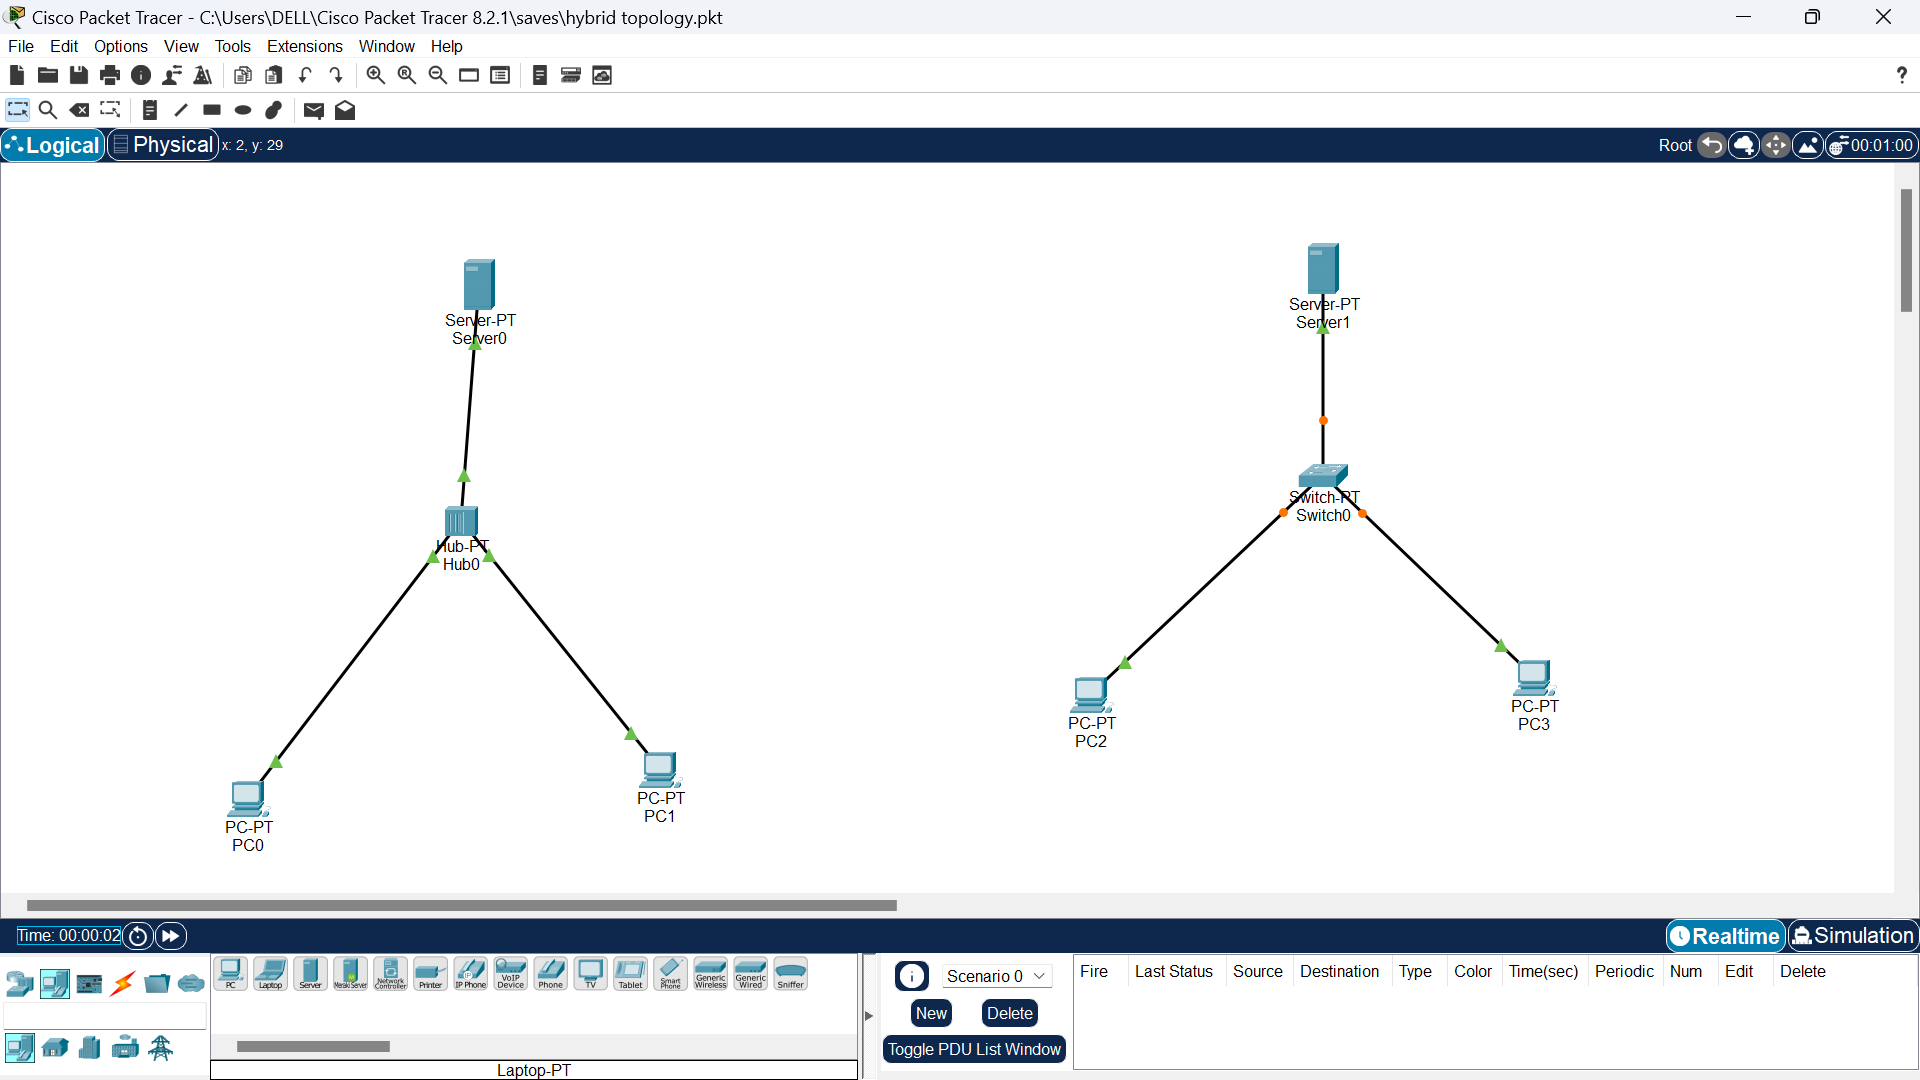 Cisco Packet Tracer - C:\Users\DELL\Cisco Packet Tracer 8.2.1\saves\hybrid topology.pkt
File Edit Options View Tools Extensions Window Help
?
Logical Physical x: 2, y: 29 Root 00:01:00
Server-PT
Server0
Server-PT
Server1
Hub-PT
Hub0
Switch-PT
Switch0
PC-PT
PC0
PC-PT
PC1
PC-PT
PC2
PC-PT
PC3
Time: 00:00:02 Realtime Simulation
PC Laptop Server Meraki Server Network Controller Printer IP Phone VoIP Device Phone TV Tablet Smart Phone Generic Wireless Generic Wired Sniffer
Laptop-PT
Scenario 0
New Delete
Toggle PDU List Window
Fire Last Status Source Destination Type Color Time(sec) Periodic Num Edit Delete